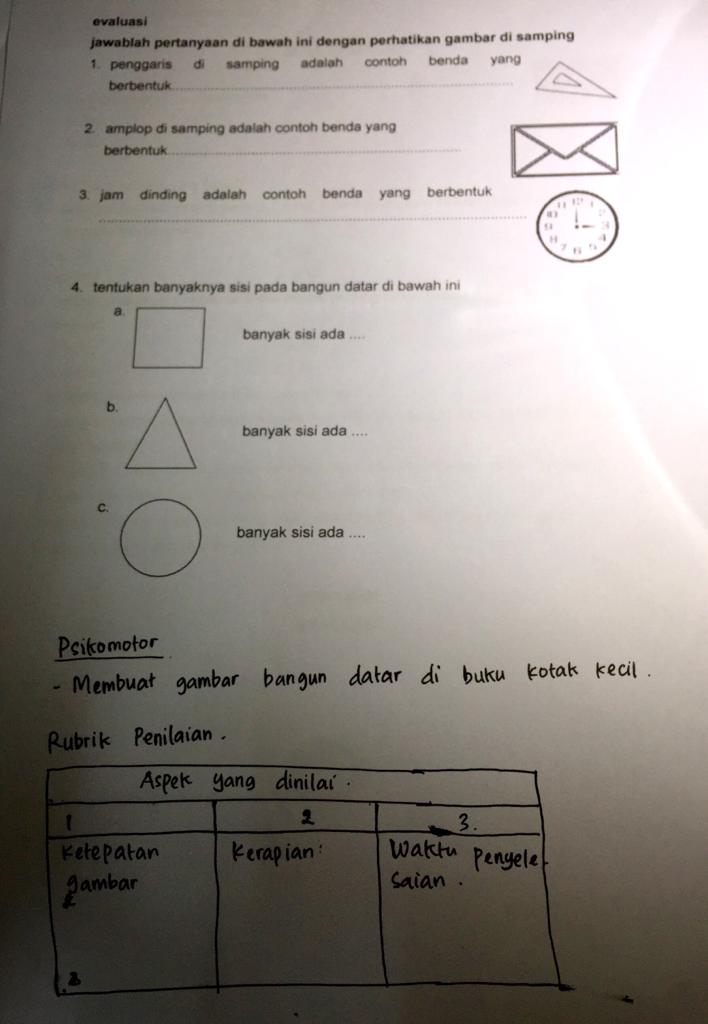 evaluasi
jawablah pertanyaan di bawah ini dengan perhatikan gambar di samping
1. penggaris di samping adalah contoh benda yang
berbentuk..........................................................
2. amplop di samping adalah contoh benda yang
berbentuk..........................................................
3. jam dinding adalah contoh benda yang berbentuk
..........................................................
12 1 2 3 4 5 6 7 8 9 10 11
4. tentukan banyaknya sisi pada bangun datar di bawah ini
a.
banyak sisi ada ....
b.
banyak sisi ada ....
c.
banyak sisi ada ....
Psikomotor
- Membuat gambar bangun datar di buku kotak kecil.
Rubrik Penilaian.
Aspek yang dinilai.
1 2 3.
Ketepatan Kerapian: Waktu Penyele
gambar saian.